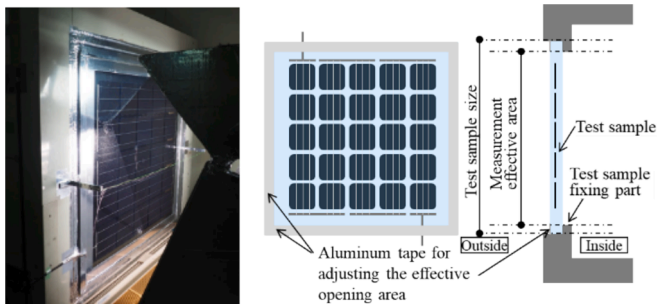 Test sample size
Measurement
effective area
Test sample
Test sample
fixing part
Aluminum tape for
adjusting the effective
opening area
Outside
Inside